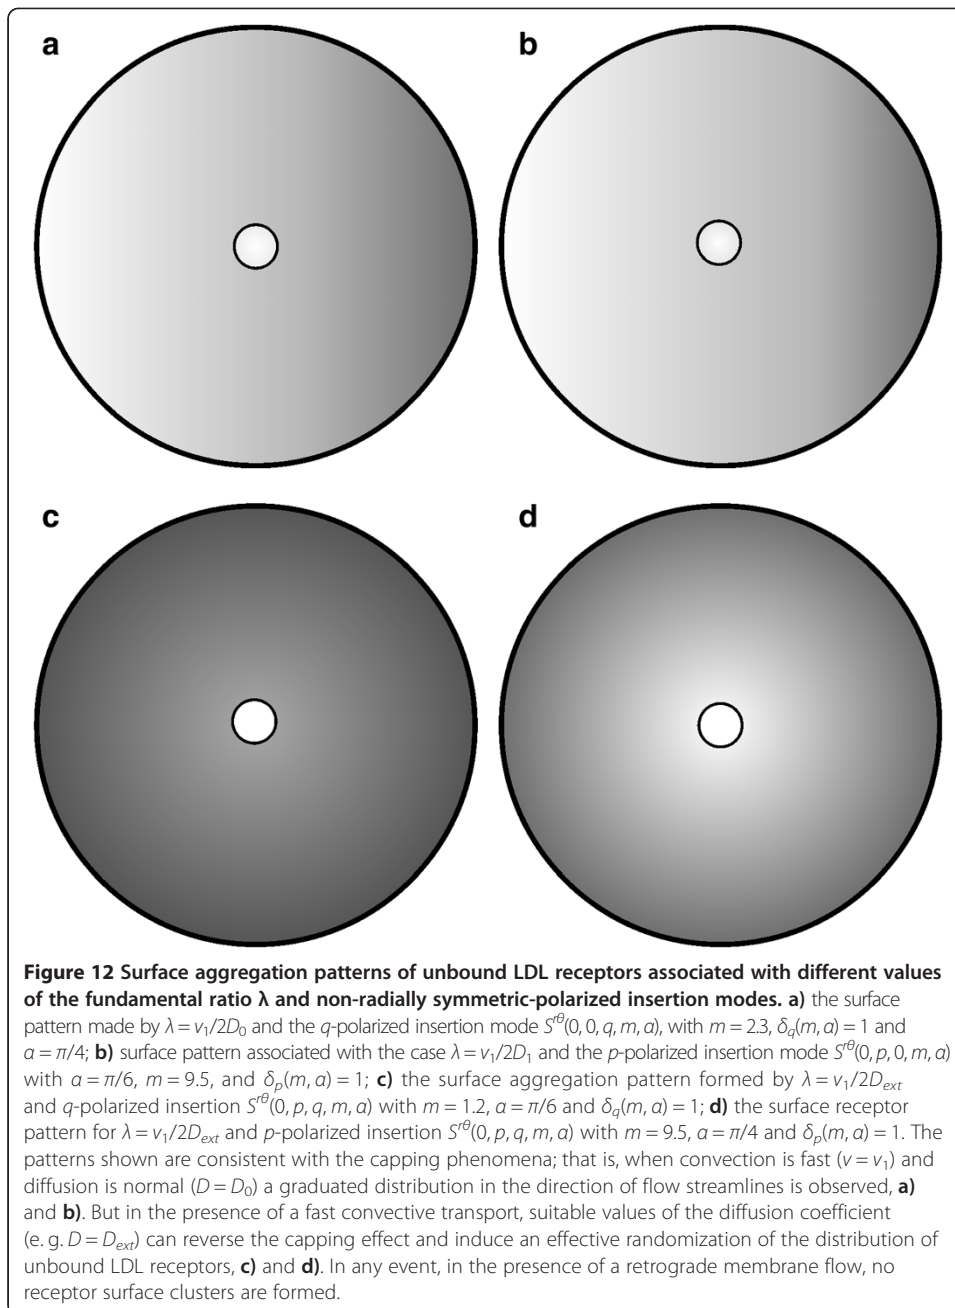 a
b
c
d
Figure 12 Surface aggregation patterns of unbound LDL receptors associated with different values
of the fundamental ratio λ and non-radially symmetric-polarized insertion modes. a) the surface
pattern made by λ = v₁/2D₀ and the q-polarized insertion mode Sʳᶿ(0, 0, q, m, α), with m = 2.3, δq(m, α) = 1 and
α = π/4; b) surface pattern associated with the case λ = v₁/2D₁ and the p-polarized insertion mode Sʳᶿ(0, p, 0, m, α)
with α = π/6, m = 9.5, and δp(m, α) = 1; c) the surface aggregation pattern formed by λ = v₁/2Dext
and q-polarized insertion Sʳᶿ(0, p, q, m, α) with m = 1.2, α = π/6 and δq(m, α) = 1; d) the surface receptor
pattern for λ = v₁/2Dext and p-polarized insertion Sʳᶿ(0, p, q, m, α) with m = 9.5, α = π/4 and δp(m, α) = 1. The
patterns shown are consistent with the capping phenomena; that is, when convection is fast (v = v₁) and
diffusion is normal (D = D₀) a graduated distribution in the direction of flow streamlines is observed, a)
and b). But in the presence of a fast convective transport, suitable values of the diffusion coefficient
(e. g. D = Dext) can reverse the capping effect and induce an effective randomization of the distribution of
unbound LDL receptors, c) and d). In any event, in the presence of a retrograde membrane flow, no
receptor surface clusters are formed.